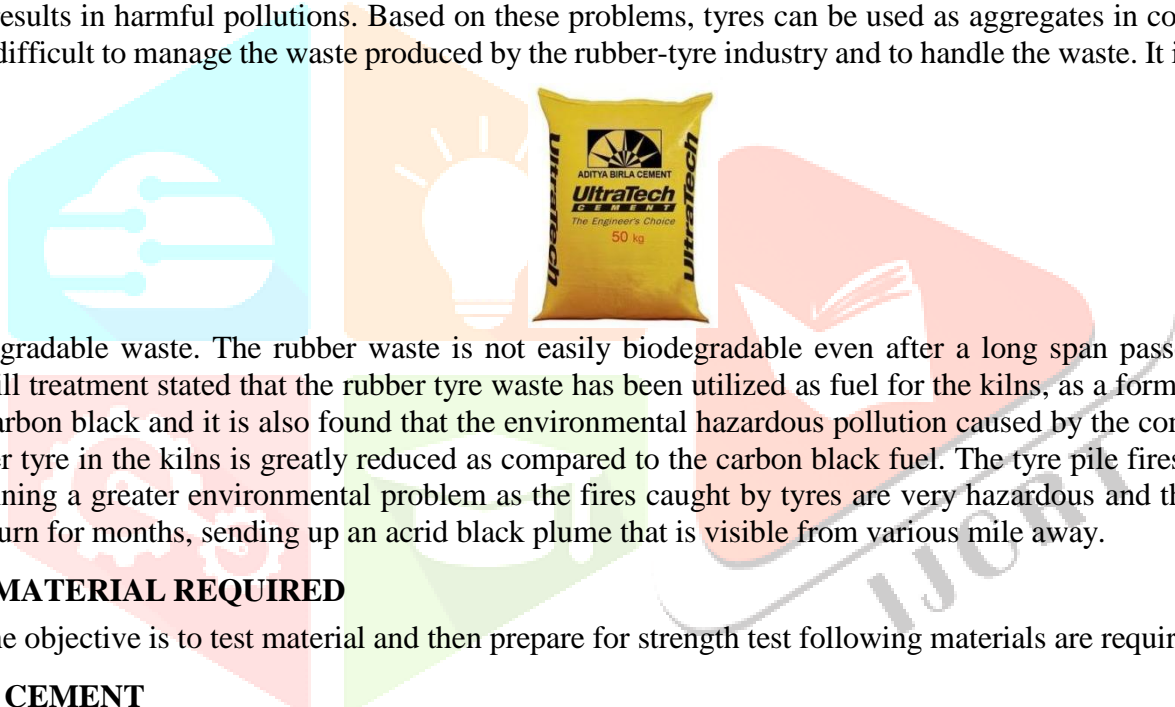 results in harmful pollutions. Based on these problems, tyres can be used as aggregates in co
difficult to manage the waste produced by the rubber-tyre industry and to handle the waste. It i
ADITYA BIRLA CEMENT
UltraTech
CEMENT
The Engineer's Choice
50 kg
UltraTech
UltraTech
gradable waste. The rubber waste is not easily biodegradable even after a long span pass
ill treatment stated that the rubber tyre waste has been utilized as fuel for the kilns, as a form
arbon black and it is also found that the environmental hazardous pollution caused by the co
er tyre in the kilns is greatly reduced as compared to the carbon black fuel. The tyre pile fires
ning a greater environmental problem as the fires caught by tyres are very hazardous and th
urn for months, sending up an acrid black plume that is visible from various mile away.
MATERIAL REQUIRED
ne objective is to test material and then prepare for strength test following materials are requir
CEMENT
IJCRT